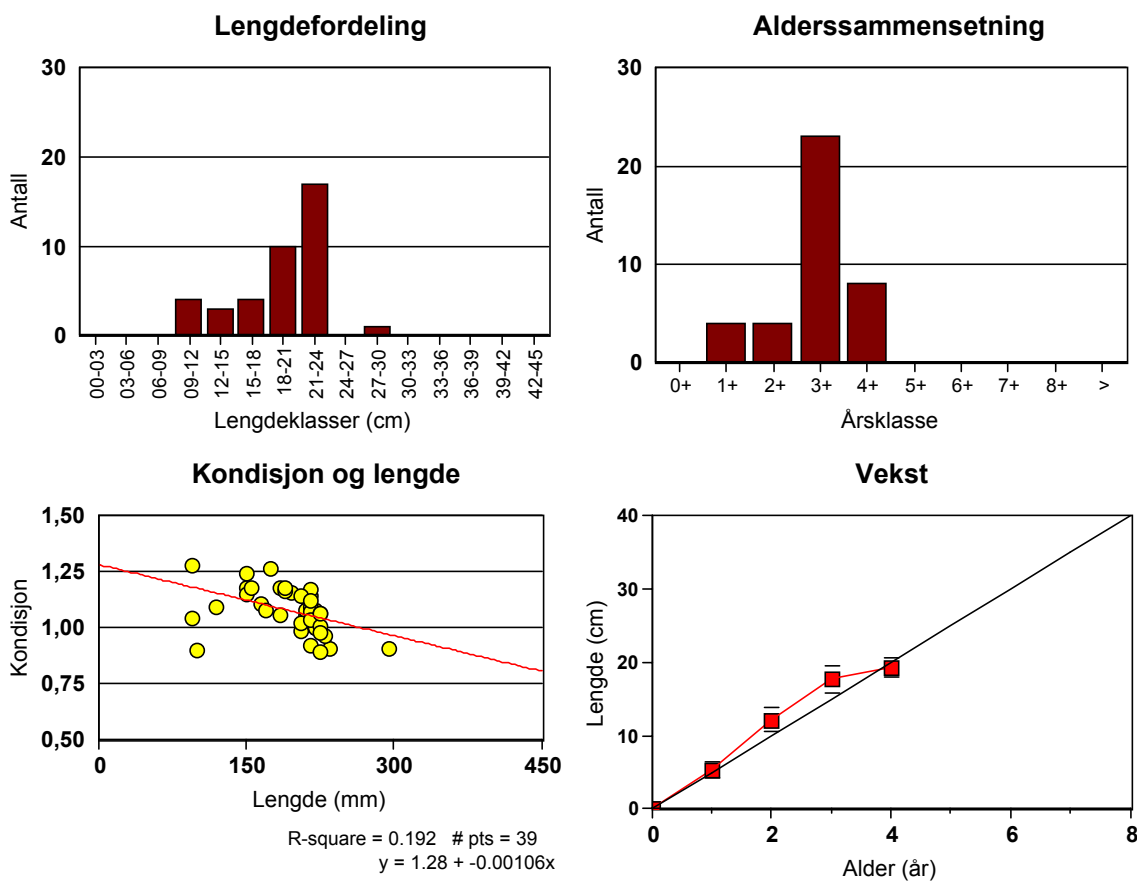 Lengdefordeling
30
20
10
0
Antall
00-03
03-06
06-09
09-12
12-15
15-18
18-21
21-24
24-27
27-30
30-33
33-36
36-39
39-42
42-45
Lengdeklasser (cm)
Alderssammensetning
30
20
10
0
Antall
0+ 1+ 2+ 3+ 4+ 5+ 6+ 7+ 8+ >
Årsklasse
Kondisjon og lengde
1,50
1,25
1,00
0,75
0,50
Kondisjon
0 150 300 450
Lengde (mm)
R-square = 0.192 # pts = 39
y = 1.28 + -0.00106x
Vekst
40
30
20
10
0
Lengde (cm)
0 2 4 6 8
Alder (år)